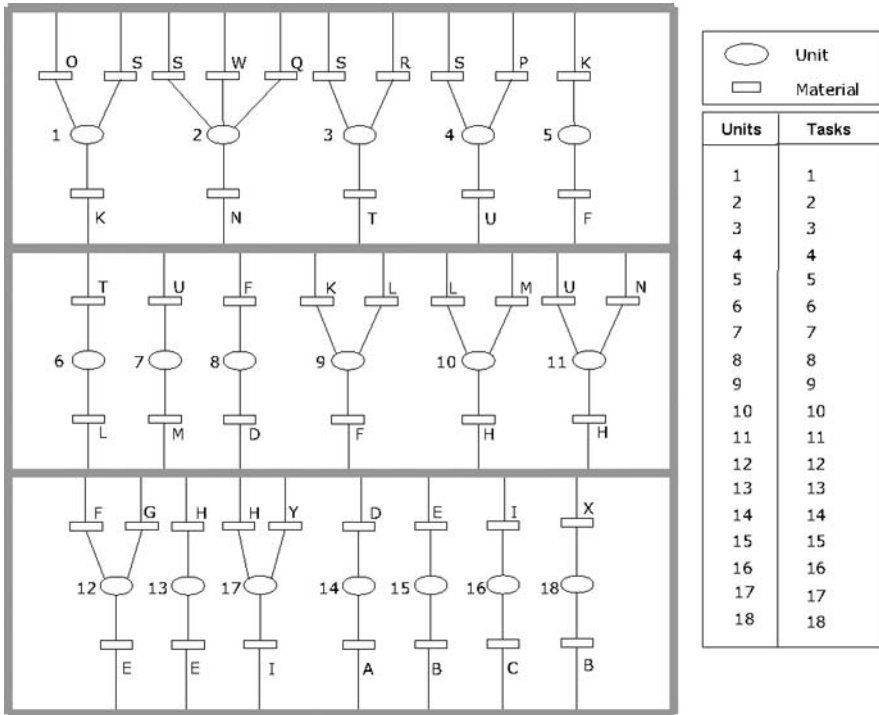 O S S W Q S R S P K
1 2 3 4 5
K N T U F
T U F K L L M U N
6 7 8 9 10 11
L M D F H H
F G H H Y D E I X
12 13 17 14 15 16 18
E E I A B C B
Unit
Material
Units Tasks
1 1
2 2
3 3
4 4
5 5
6 6
7 7
8 8
9 9
10 10
11 11
12 12
13 13
14 14
15 15
16 16
17 17
18 18